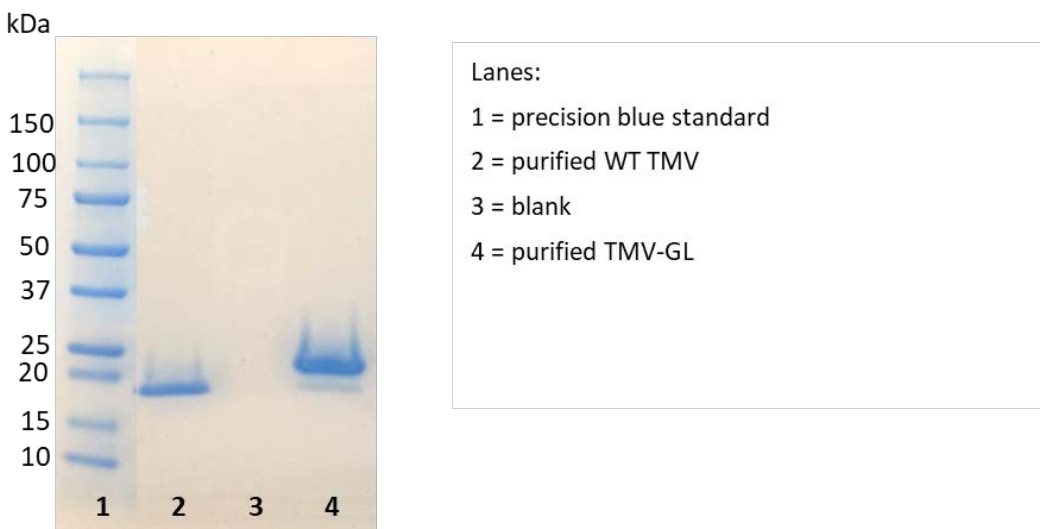 kDa
150
100
75
50
37
25
20
15
10
1 2 3 4
Lanes:
1 = precision blue standard
2 = purified WT TMV
3 = blank
4 = purified TMV-GL